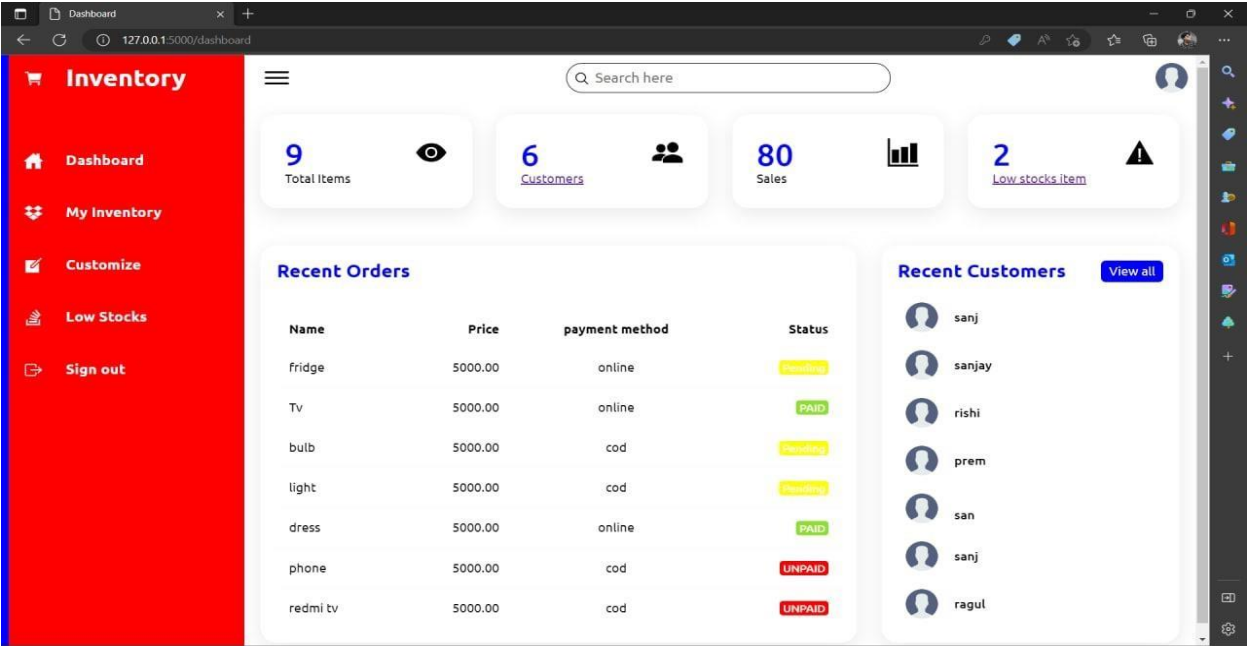 Dashboard
127.0.0.1:5000/dashboard
Inventory
Search here
Dashboard
My Inventory
Customize
Low Stocks
Sign out
9
Total Items
6
Customers
80
Sales
2
Low stocks item
Recent Orders
Name Price payment method Status
fridge 5000.00 online Pending
Tv 5000.00 online PAID
bulb 5000.00 cod Pending
light 5000.00 cod Pending
dress 5000.00 online PAID
phone 5000.00 cod UNPAID
redmi tv 5000.00 cod UNPAID
Recent Customers View all
sanj
sanjay
rishi
prem
san
sanj
ragul